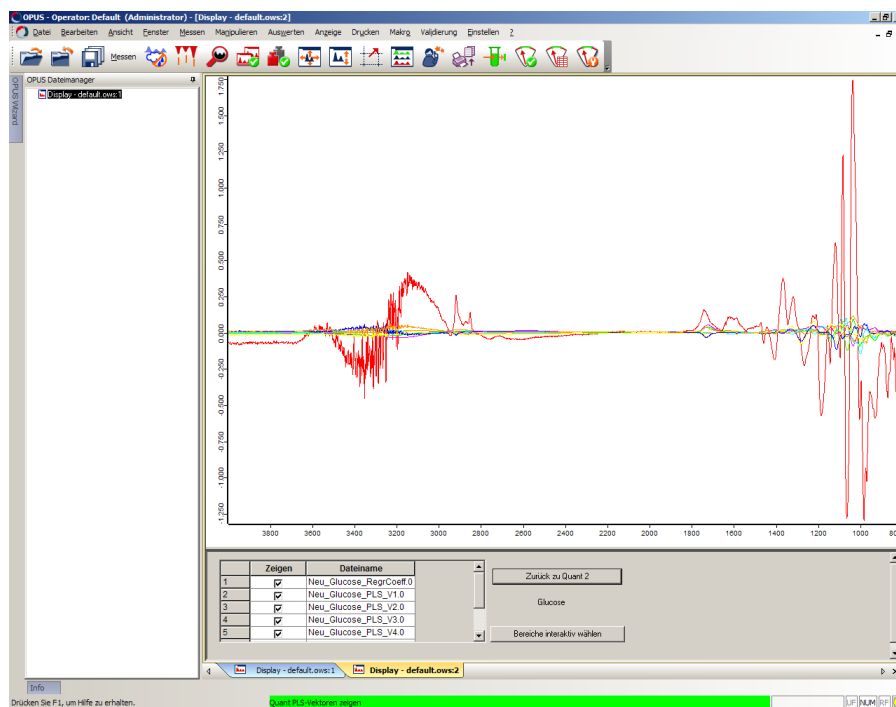 OPUS - Operator: Default (Administrator) - [Display - default.ows:2]
Datei Bearbeiten Ansicht Fenster Messen Manipulieren Auswerten Anzeige Drucken Makro Validierung Einstellen ?
Messen
OPUS Dateimanager
OPUS Wizard
Display - default.ows:1
1.750
1.500
1.250
1.000
0.750
0.500
0.250
0.000
-0.250
-0.500
-0.750
-1.000
-1.250
3800 3600 3400 3200 3000 2800 2600 2400 2200 2000 1800 1600 1400 1200 1000
Zeigen Dateiname
1 Neu_Glucose_RegrCoeff.0
2 Neu_Glucose_PLS_V1.0
3 Neu_Glucose_PLS_V2.0
4 Neu_Glucose_PLS_V3.0
5 Neu_Glucose_PLS_V4.0
Zurück zu Quant 2
Glucose
Bereiche interaktiv wählen
Display - default.ows:1 Display - default.ows:2
Info
Drücken Sie F1, um Hilfe zu erhalten. Quant PLS-Vektoren zeigen UF NUM RF